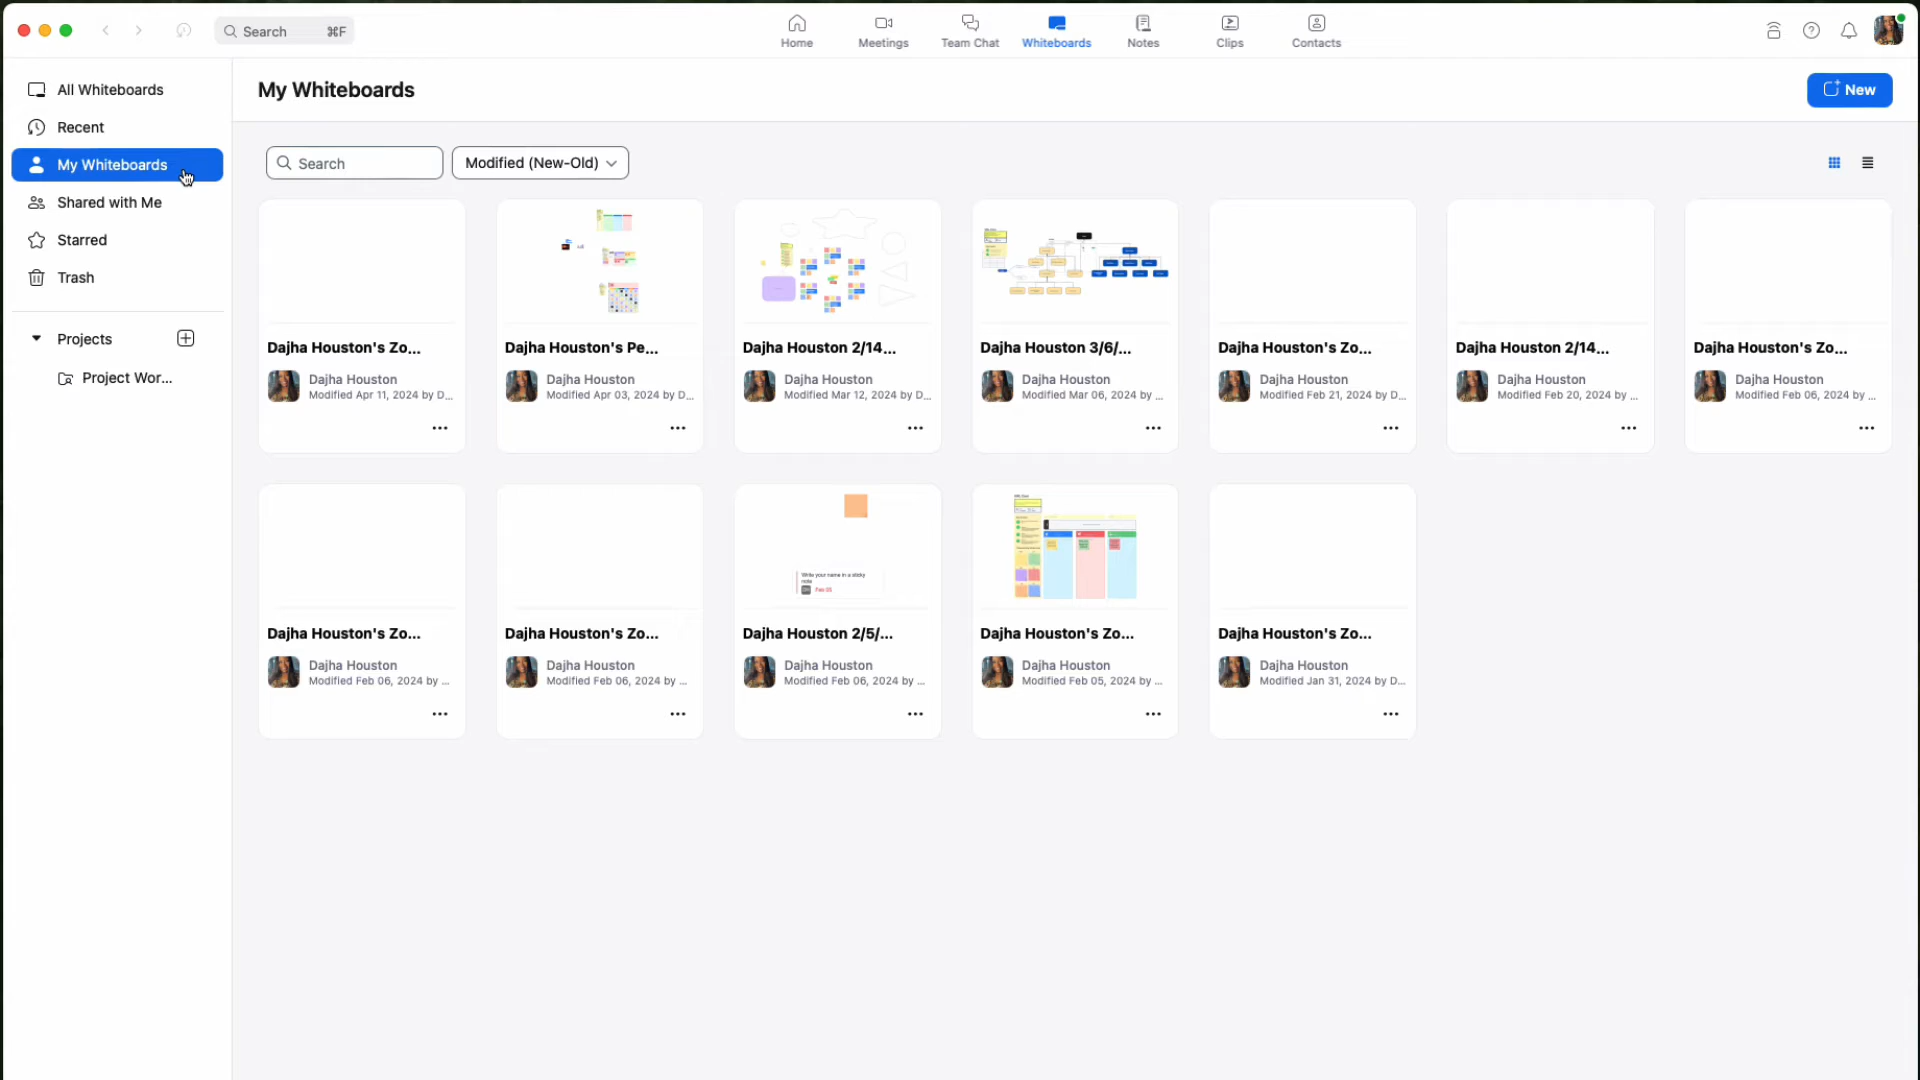 Search ⌘F
Home
Meetings
Team Chat
Whiteboards
Notes
Clips
Contacts
All Whiteboards
Recent
My Whiteboards
Shared with Me
Starred
Trash
Projects
Project Wor...
My Whiteboards
New
Search
Modified (New-Old)
Dajha Houston's Zo...
Dajha Houston
Modified Apr 11, 2024 by D...
Dajha Houston's Pe...
Dajha Houston
Modified Apr 03, 2024 by D...
Dajha Houston 2/14...
Dajha Houston
Modified Mar 12, 2024 by D...
Dajha Houston 3/6/...
Dajha Houston
Modified Mar 06, 2024 by ...
Dajha Houston's Zo...
Dajha Houston
Modified Feb 21, 2024 by D...
Dajha Houston 2/14...
Dajha Houston
Modified Feb 20, 2024 by ...
Dajha Houston's Zo...
Dajha Houston
Modified Feb 06, 2024 by ...
Dajha Houston's Zo...
Dajha Houston
Modified Feb 06, 2024 by ...
Dajha Houston's Zo...
Dajha Houston
Modified Feb 06, 2024 by ...
Write your name in a sticky
note
Feb 05
Dajha Houston 2/5/...
Dajha Houston
Modified Feb 06, 2024 by ...
Dajha Houston's Zo...
Dajha Houston
Modified Feb 05, 2024 by ...
Dajha Houston's Zo...
Dajha Houston
Modified Jan 31, 2024 by D...